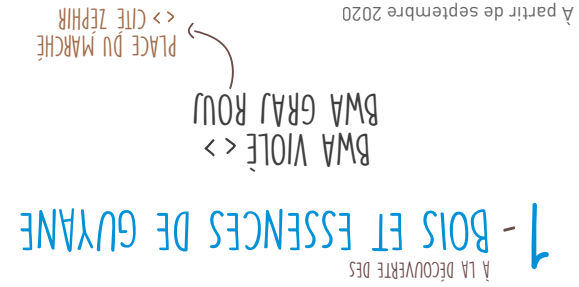 À LA DÉCOUVERTE DES
1- BOIS ET ESSENCES DE GUYANE
BWA VIOLÈ <>
BWA GRAJ ROUJ
PLACE DU MARCHÉ
<> CITÉ ZÉPHIR
À partir de septembre 2020